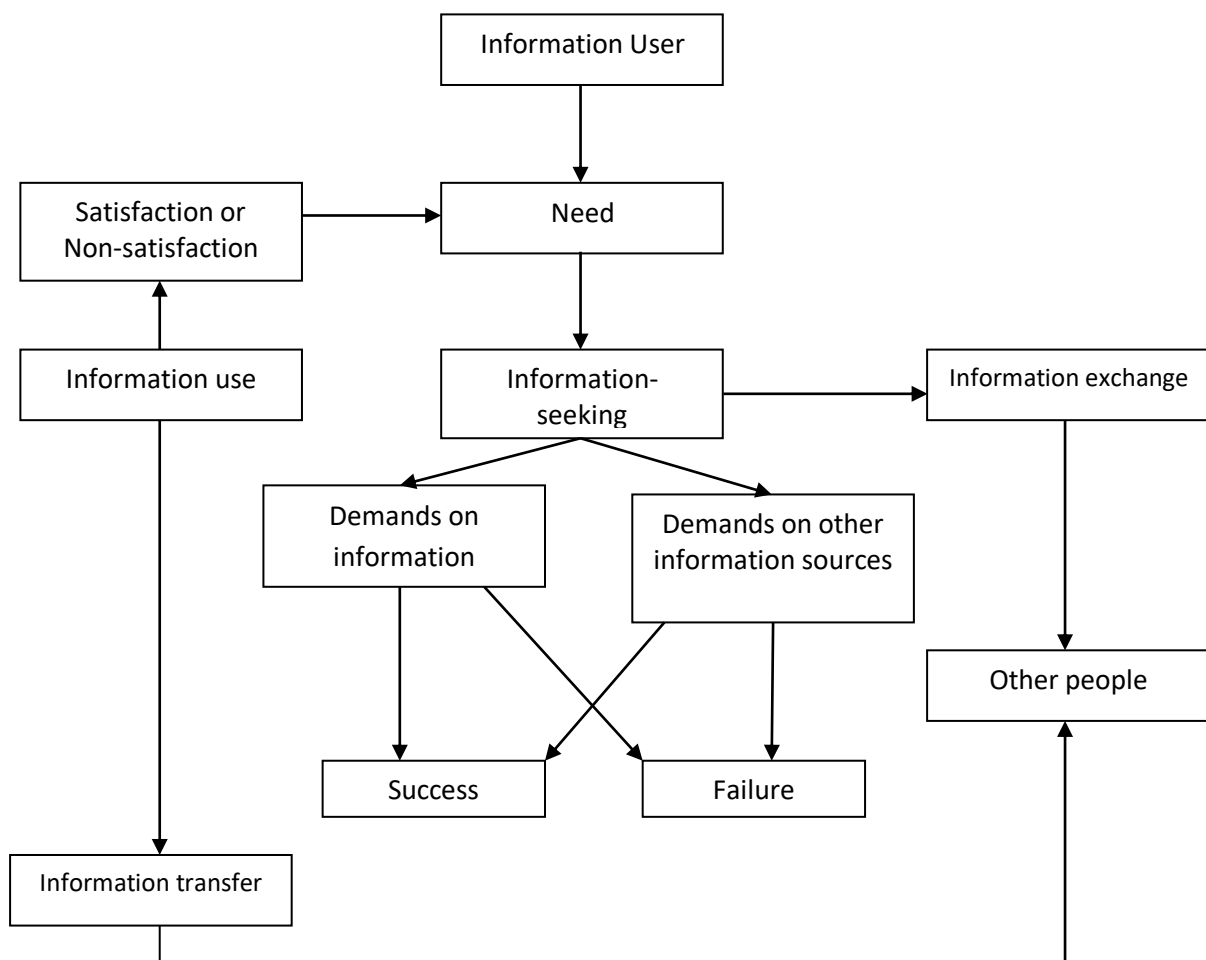 Information User
Satisfaction or
Non-satisfaction
Need
Information use
Information-
seeking
Information exchange
Demands on
information
Demands on other
information sources
Other people
Success
Failure
Information transfer